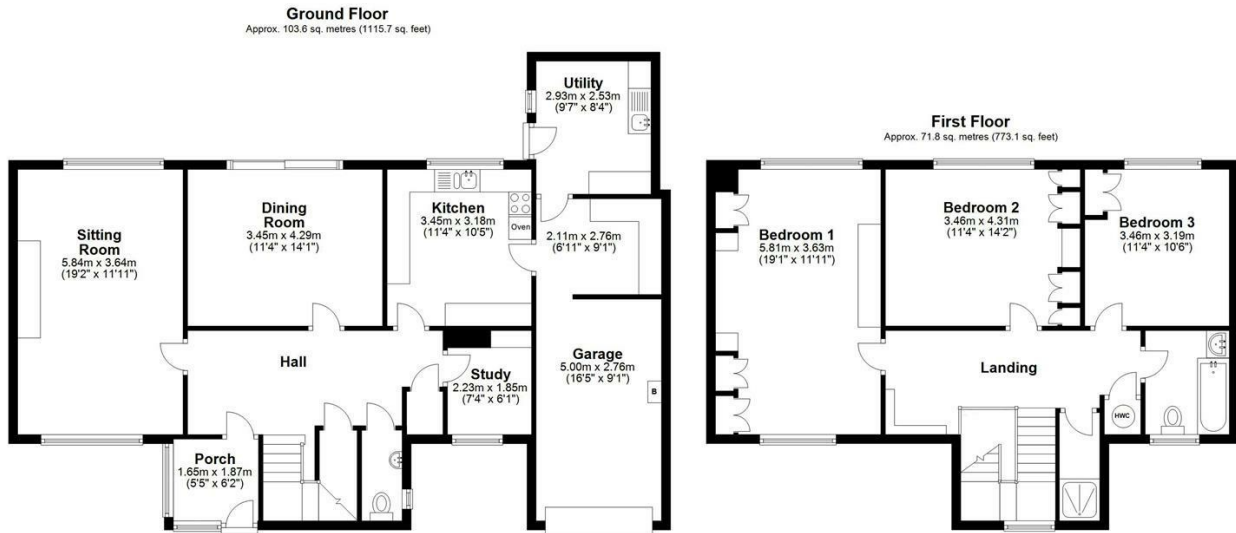 Ground Floor
Approx. 103.6 sq. metres (1115.7 sq. feet)
Utility
2.93m x 2.53m
(9'7" x 8'4")
Sitting
Room
5.84m x 3.64m
(19'2" x 11'11")
Dining
Room
3.45m x 4.29m
(11'4" x 14'1")
Kitchen
3.45m x 3.18m
(11'4" x 10'5")
Oven
2.11m x 2.76m
(6'11" x 9'1")
Hall
Study
2.23m x 1.85m
(7'4" x 6'1")
Garage
5.00m x 2.76m
(16'5" x 9'1")
B
Porch
1.65m x 1.87m
(5'5" x 6'2")
First Floor
Approx. 71.8 sq. metres (773.1 sq. feet)
Bedroom 1
5.81m x 3.63m
(19'1" x 11'11")
Bedroom 2
3.46m x 4.31m
(11'4" x 14'2")
Bedroom 3
3.46m x 3.19m
(11'4" x 10'6")
Landing
HWC